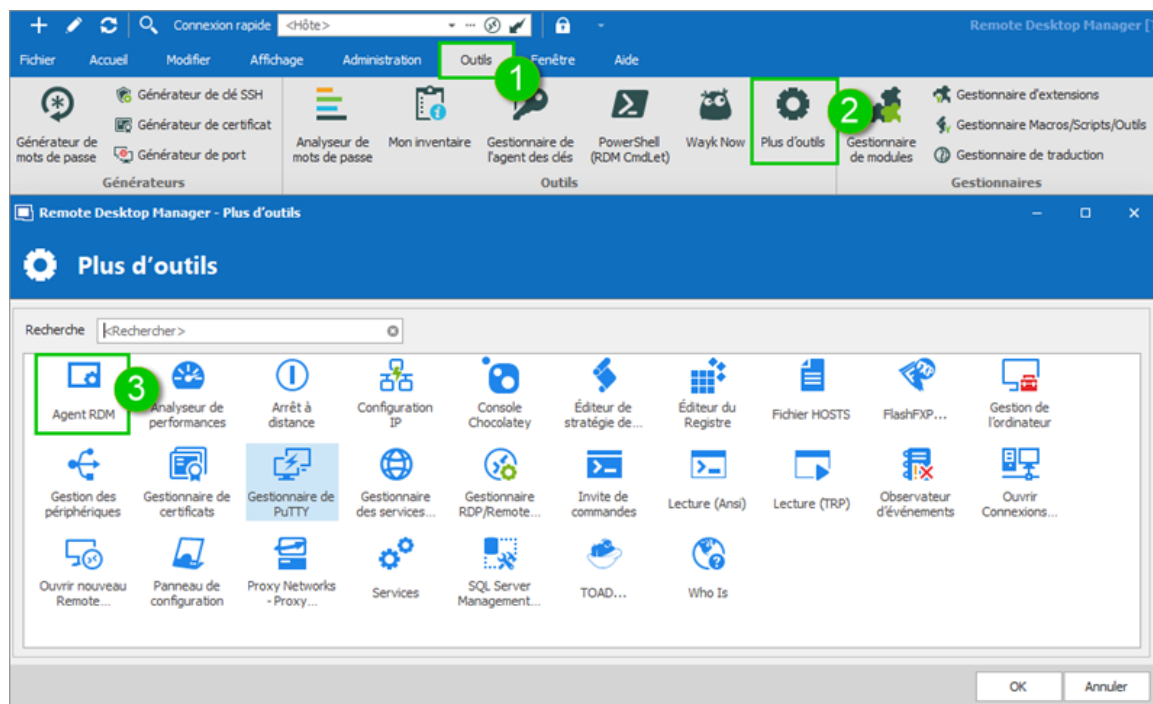 Connexion rapide <Hôte>
Remote Desktop Manager [
Fichier Accueil Modifier Affichage Administration Outils Fenêtre Aide
1
Générateur de mots de passe
Générateur de clé SSH
Générateur de certificat
Générateur de port
Générateurs
Analyseur de mots de passe
Mon inventaire
Gestionnaire de l'agent des clés
PowerShell (RDM CmdLet)
Wayk Now
Plus d'outils
Outils
2
Gestionnaire de modules
Gestionnaire d'extensions
Gestionnaire Macros/Scripts/Outils
Gestionnaire de traduction
Gestionnaires
Remote Desktop Manager - Plus d'outils
Plus d'outils
Recherche <Rechercher>
3
Agent RDM
Analyseur de performances
Arrêt à distance
Configuration IP
Console Chocolatey
Éditeur de stratégie de...
Éditeur du Registre
Fichier HOSTS
FlashFXP...
Gestion de l'ordinateur
Gestion des périphériques
Gestionnaire de certificats
Gestionnaire de PuTTY
Gestionnaire des services...
Gestionnaire RDP/Remote...
Invite de commandes
Lecture (Ansi)
Lecture (TRP)
Observateur d'événements
Ouvrir Connexions...
Ouvrir nouveau Remote...
Panneau de configuration
Proxy Networks - Proxy...
Services
SQL Server Management...
TOAD...
Who Is
OK Annuler